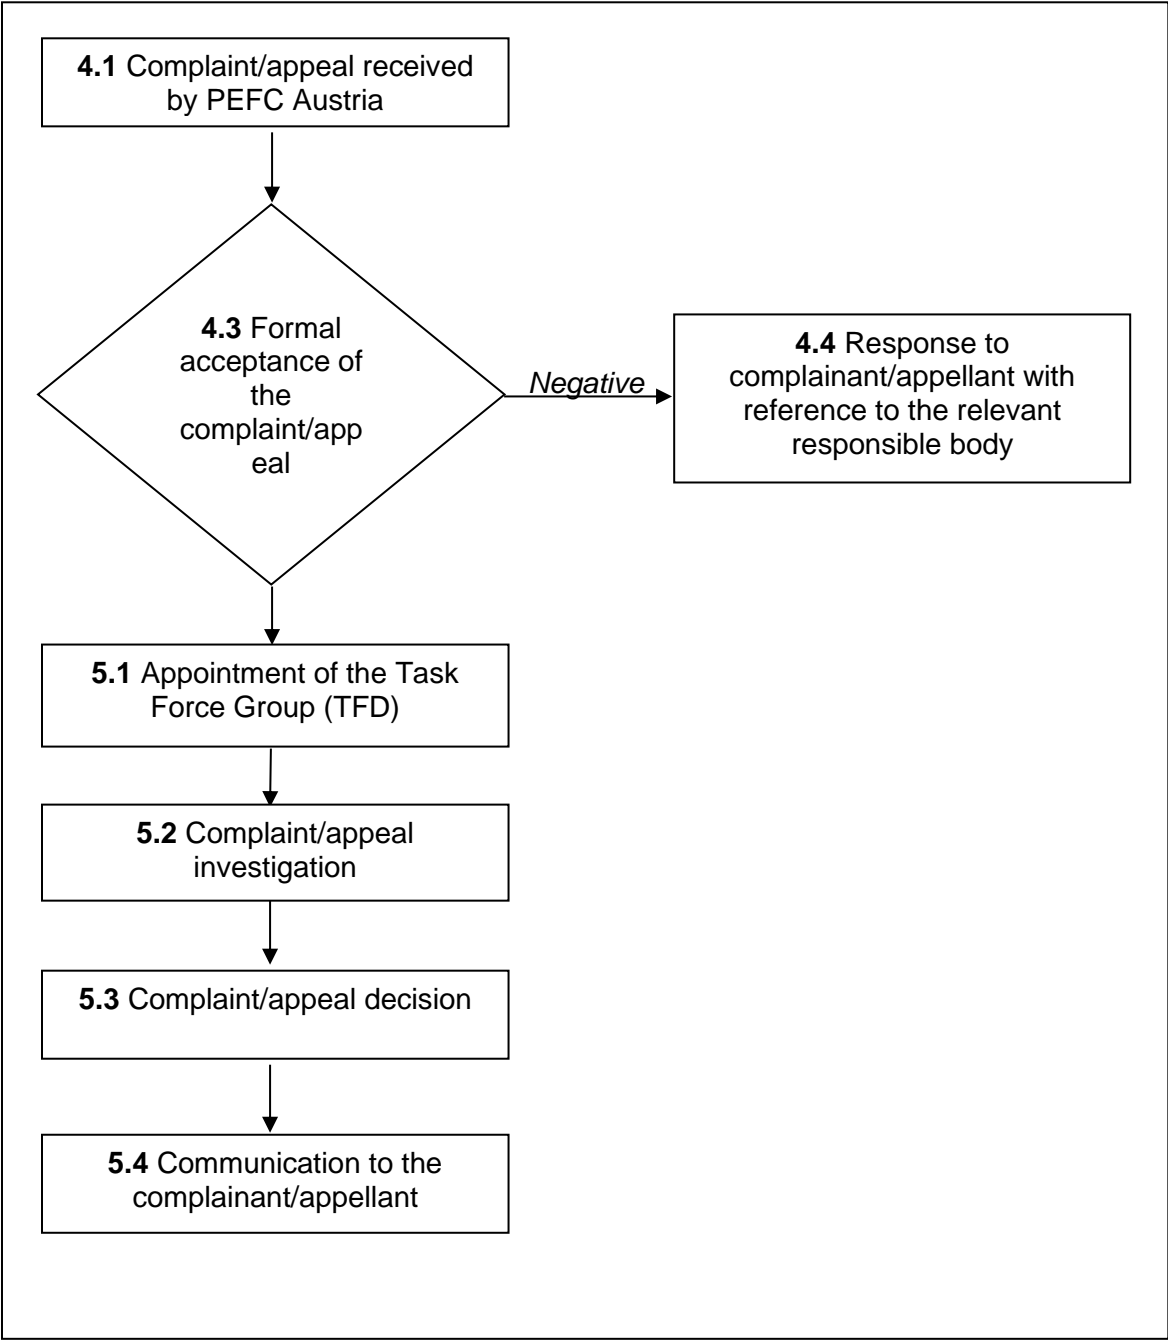 4.1 Complaint/appeal received
by PEFC Austria
4.3 Formal
acceptance of
the
complaint/app
eal
Negative
4.4 Response to
complainant/appellant with
reference to the relevant
responsible body
5.1 Appointment of the Task
Force Group (TFD)
5.2 Complaint/appeal
investigation
5.3 Complaint/appeal decision
5.4 Communication to the
complainant/appellant